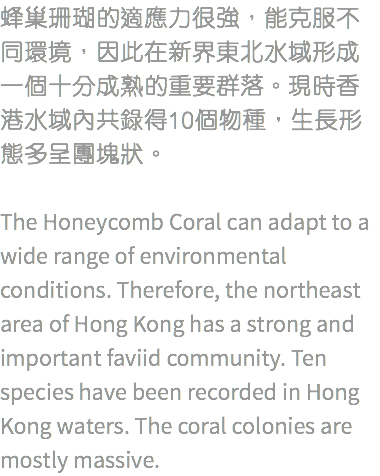 蜂巢珊瑚的適應力很強，能克服不
同環境，因此在新界東北水域形成
一個十分成熟的重要群落。現時香
港水域內共錄得10個物種，生長形
態多呈團塊狀。
The Honeycomb Coral can adapt to a
wide range of environmental
conditions. Therefore, the northeast
area of Hong Kong has a strong and
important faviid community. Ten
species have been recorded in Hong
Kong waters. The coral colonies are
mostly massive.